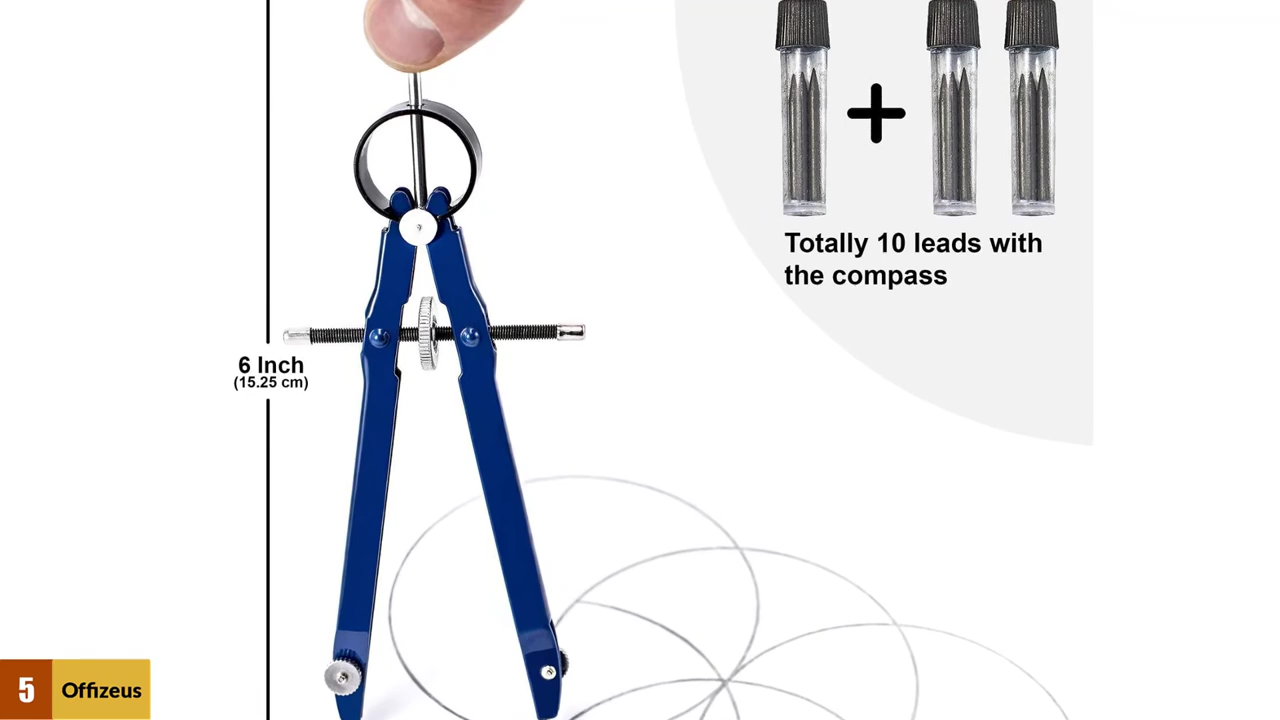 Totally 10 leads with
the compass
6 Inch
(15.25 cm)
5 Offizeus